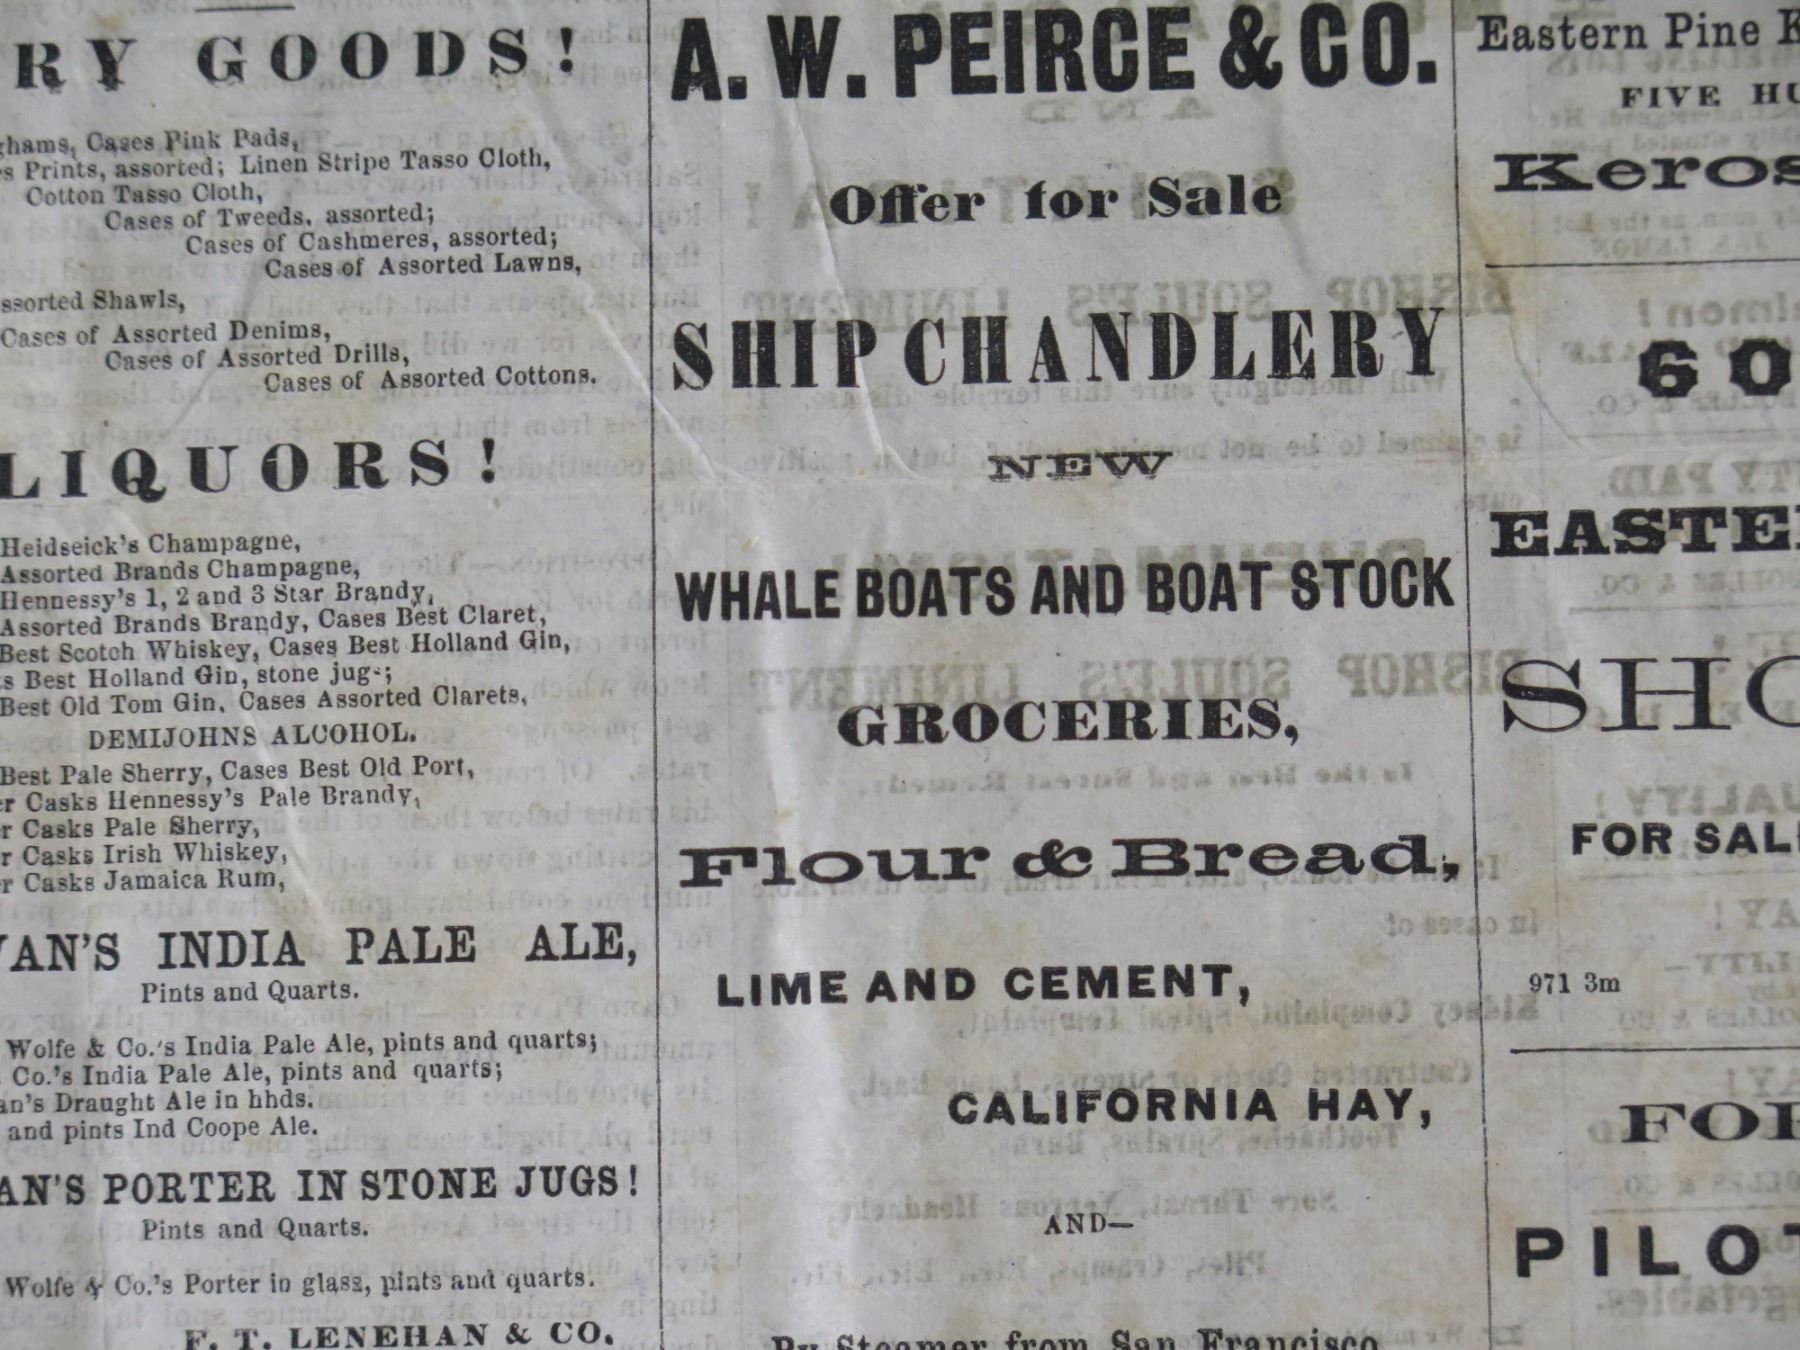 RY GOODS!
ghams, Cases Pink Pads,
s Prints, assorted; Linen Stripe Tasso Cloth,
Cotton Tasso Cloth,
Cases of Tweeds, assorted;
Cases of Cashmeres, assorted;
Cases of Assorted Lawns,
ssorted Shawls,
Cases of Assorted Denims,
Cases of Assorted Drills,
Cases of Assorted Cottons.
LIQUORS!
Heidseick's Champagne,
Assorted Brands Champagne,
Hennessy's 1, 2 and 3 Star Brandy,
Assorted Brands Brandy, Cases Best Claret,
Best Scotch Whiskey, Cases Best Holland Gin,
s Best Holland Gin, stone jugs;
Best Old Tom Gin, Cases Assorted Clarets,
DEMIJOHNS ALCOHOL.
Best Pale Sherry, Cases Best Old Port,
er Casks Hennessy's Pale Brandy,
r Casks Pale Sherry,
r Casks Irish Whiskey,
r Casks Jamaica Rum,
VAN'S INDIA PALE ALE,
Pints and Quarts.
Wolfe & Co.'s India Pale Ale, pints and quarts;
Co.'s India Pale Ale, pints and quarts;
an's Draught Ale in hhds.
and pints Ind Coope Ale.
AN'S PORTER IN STONE JUGS!
Pints and Quarts.
Wolfe & Co.'s Porter in glass, pints and quarts.
F. T. LENEHAN & CO.
A. W. PEIRCE & CO.
Offer for Sale
SHIP CHANDLERY
NEW
WHALE BOATS AND BOAT STOCK
GROCERIES,
Flour & Bread,
LIME AND CEMENT,
CALIFORNIA HAY,
AND—
By Steamer from San Francisco
Eastern Pine K
FIVE HU
Keros
60
EASTE
SHO
FOR SAL
971 3m
FOR
PILOT